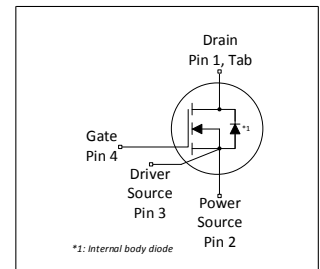 Drain
Pin 1, Tab
*1
Gate
Pin 4
Driver
Source
Pin 3
Power
Source
Pin 2
*1: Internal body diode